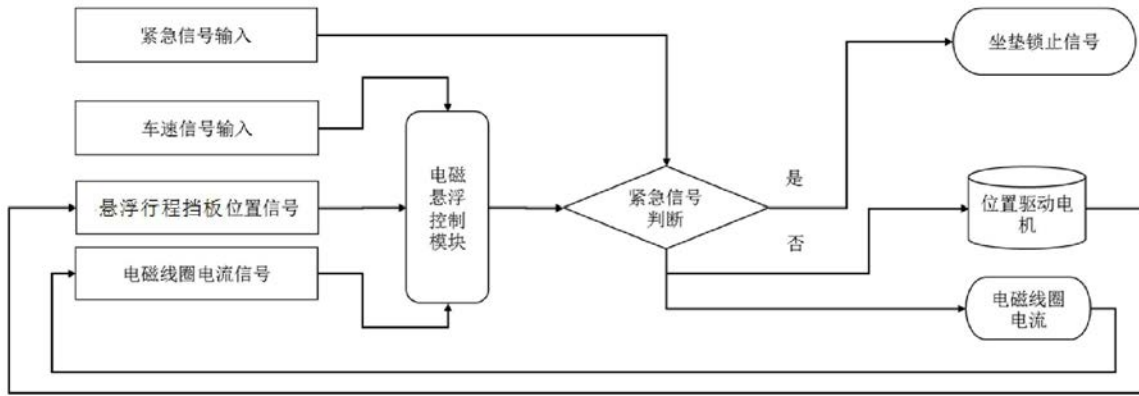 紧急信号输入
坐垫锁止信号
车速信号输入
电磁
悬浮
控制
模块
紧急信号
判断
是
否
悬浮行程挡板位置信号
位置驱动电
机
电磁线圈电流信号
电磁线圈
电流